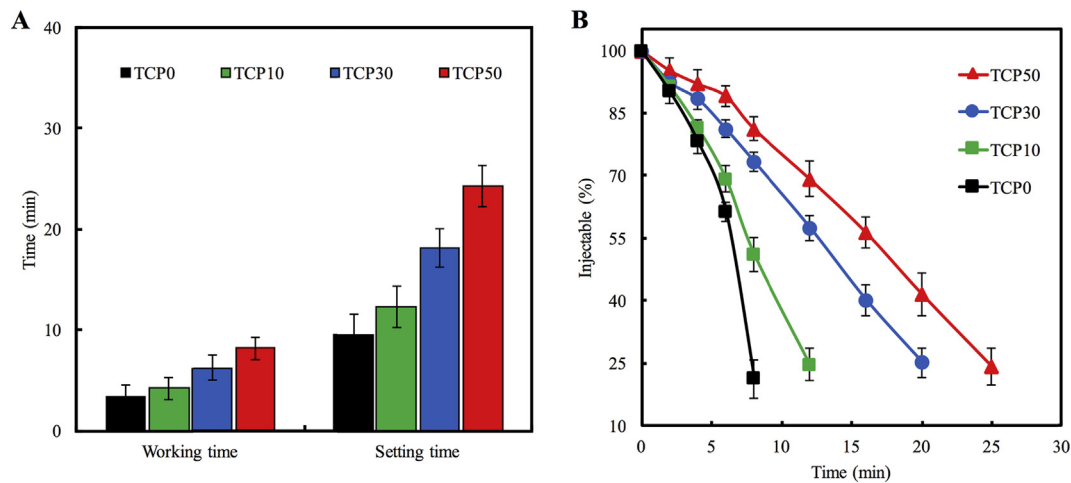 A
40
30
20
10
0
Time (min)
TCP0 TCP10 TCP30 TCP50
Working time Setting time
B
100
85
70
55
40
25
10
Injectable (%)
TCP50
TCP30
TCP10
TCP0
0 5 10 15 20 25 30
Time (min)